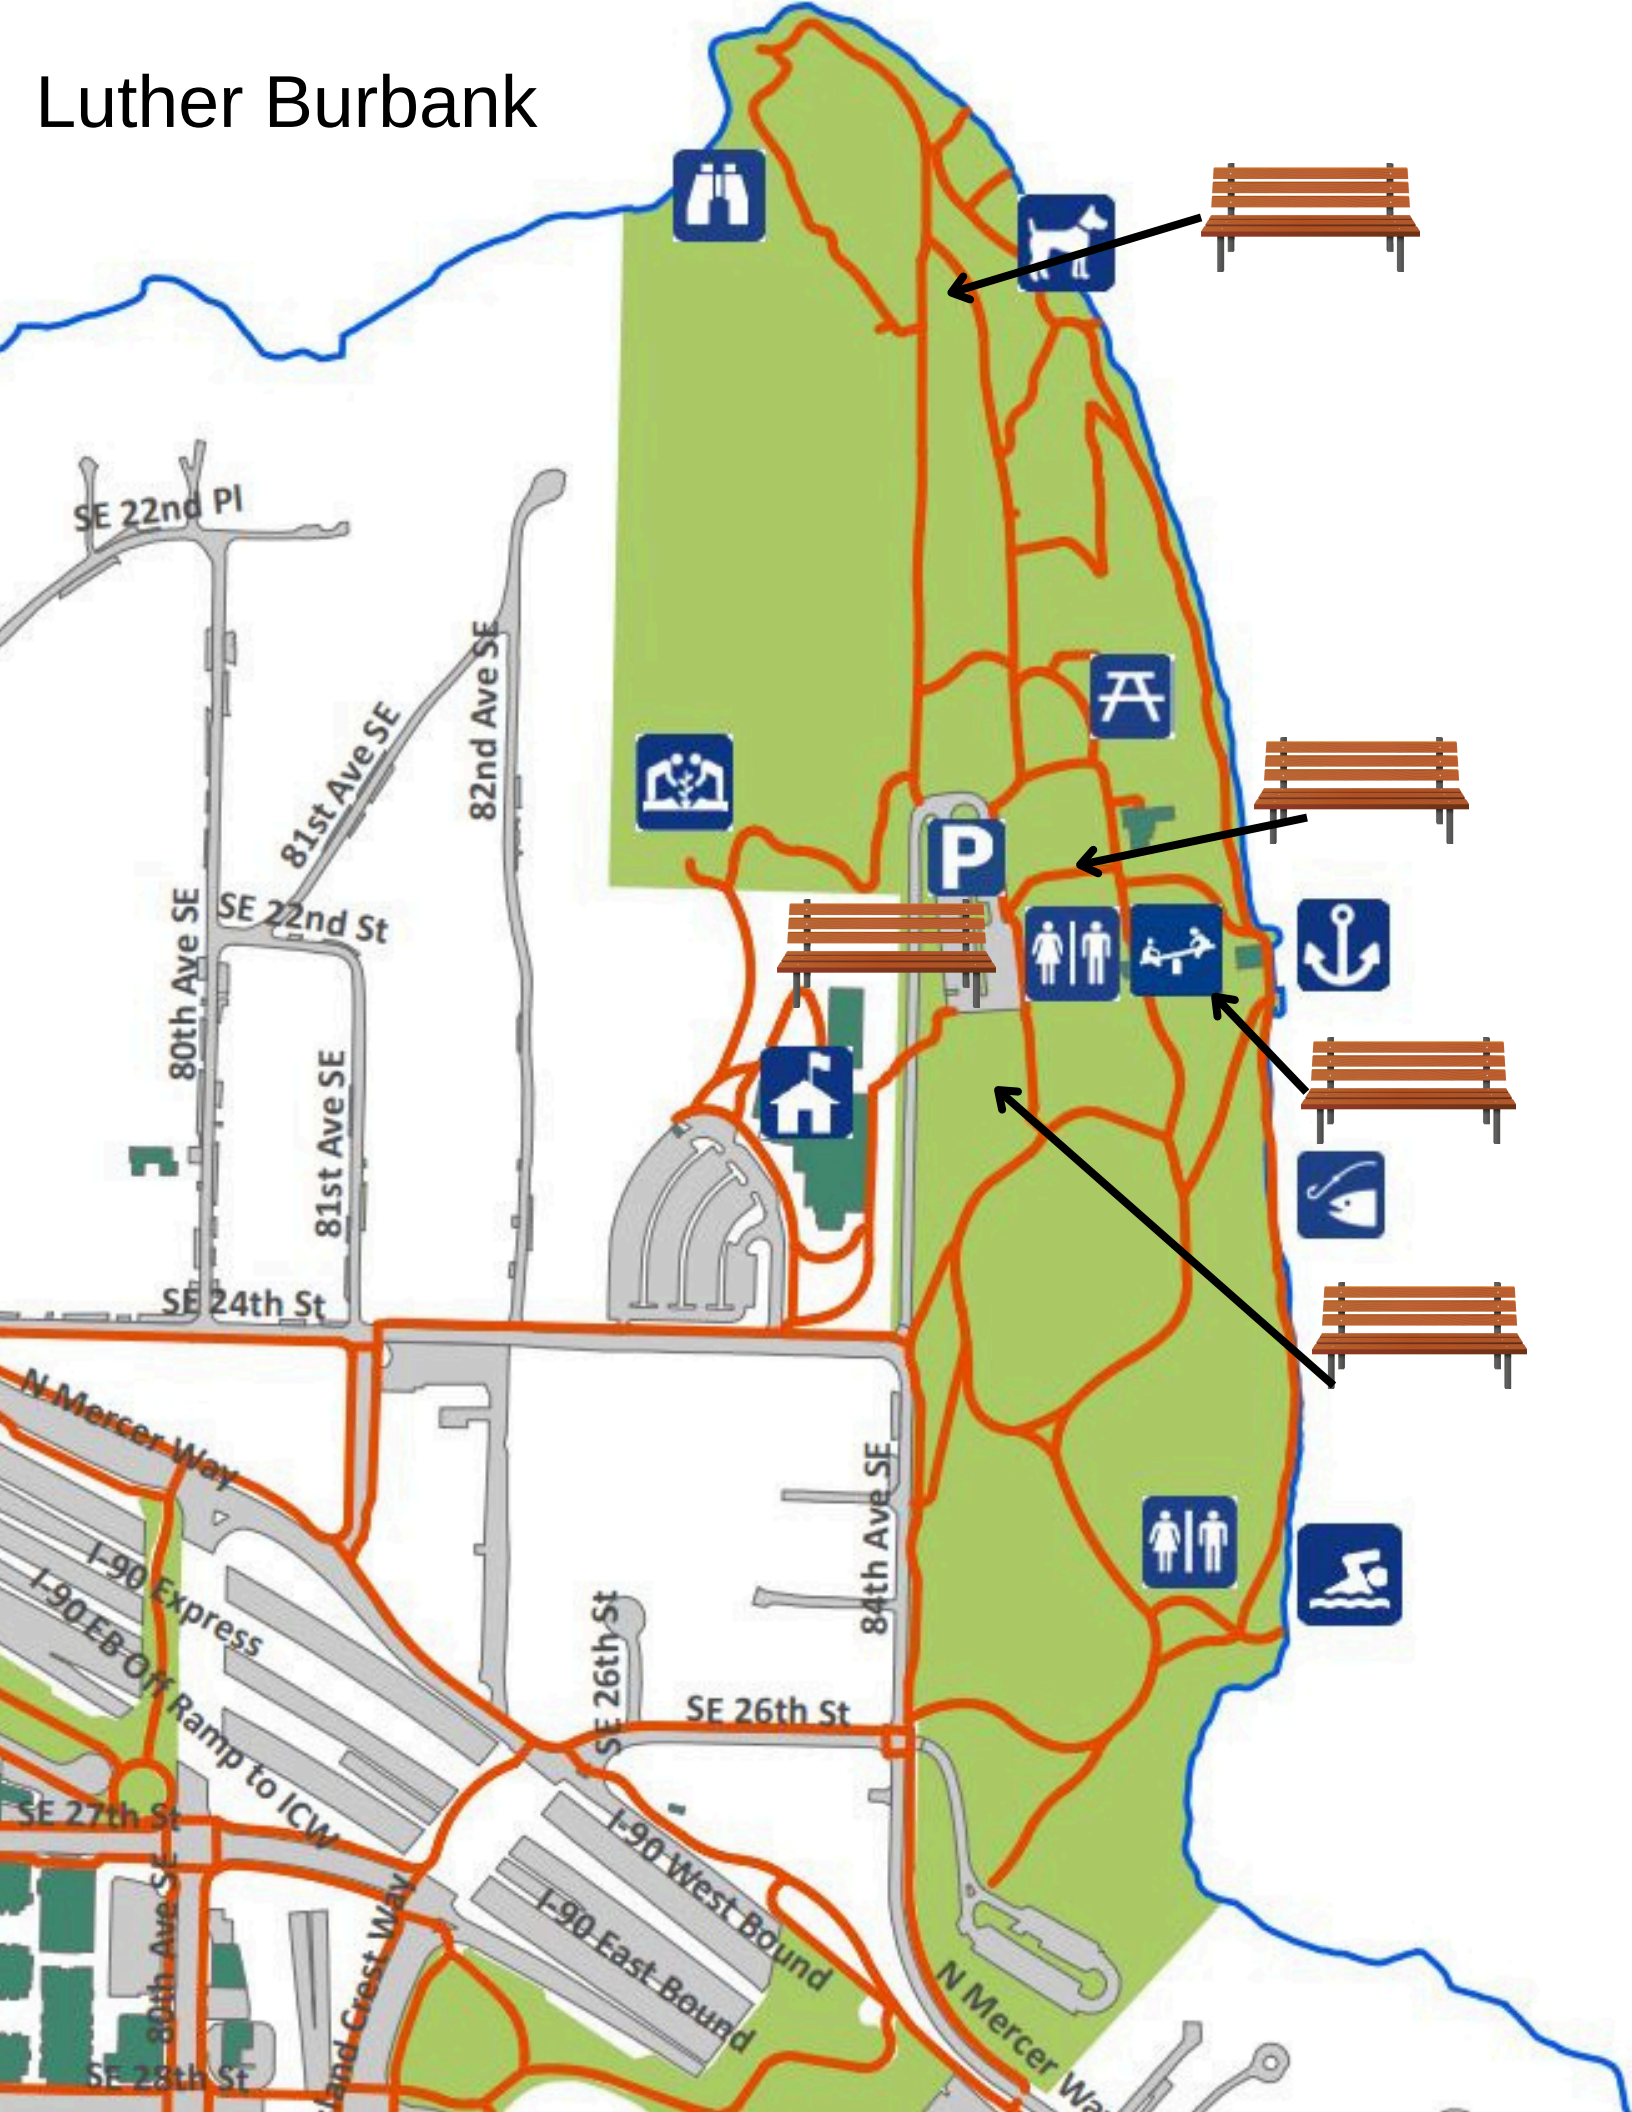 Luther Burbank
SE 22nd Pl
82nd Ave SE
81st Ave SE
P
80th Ave SE
SE 22nd St
81st Ave SE
SE 24th St
N Mercer Way
84th Ave SE
I-90 Express
I-90 EB Off Ramp to ICW
SE 26th St
SE 26th St
SE 27th St
I-90 West Bound
I-90 East Bound
80th Ave SE
land Crest Way
N Mercer Way
SE 28th St